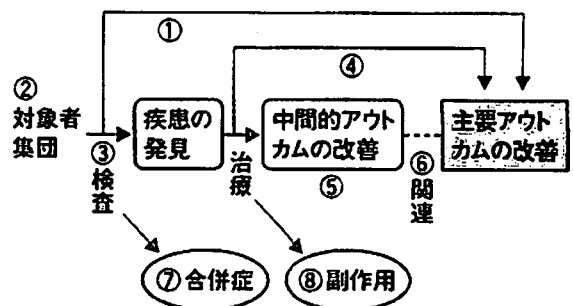 ①
④
②
対象者
集団
③
検査
疾患の
発見
治療
中間的アウト
カムの改善
⑤
⑥
関連
主要アウト
カムの改善
⑦合併症
⑧副作用